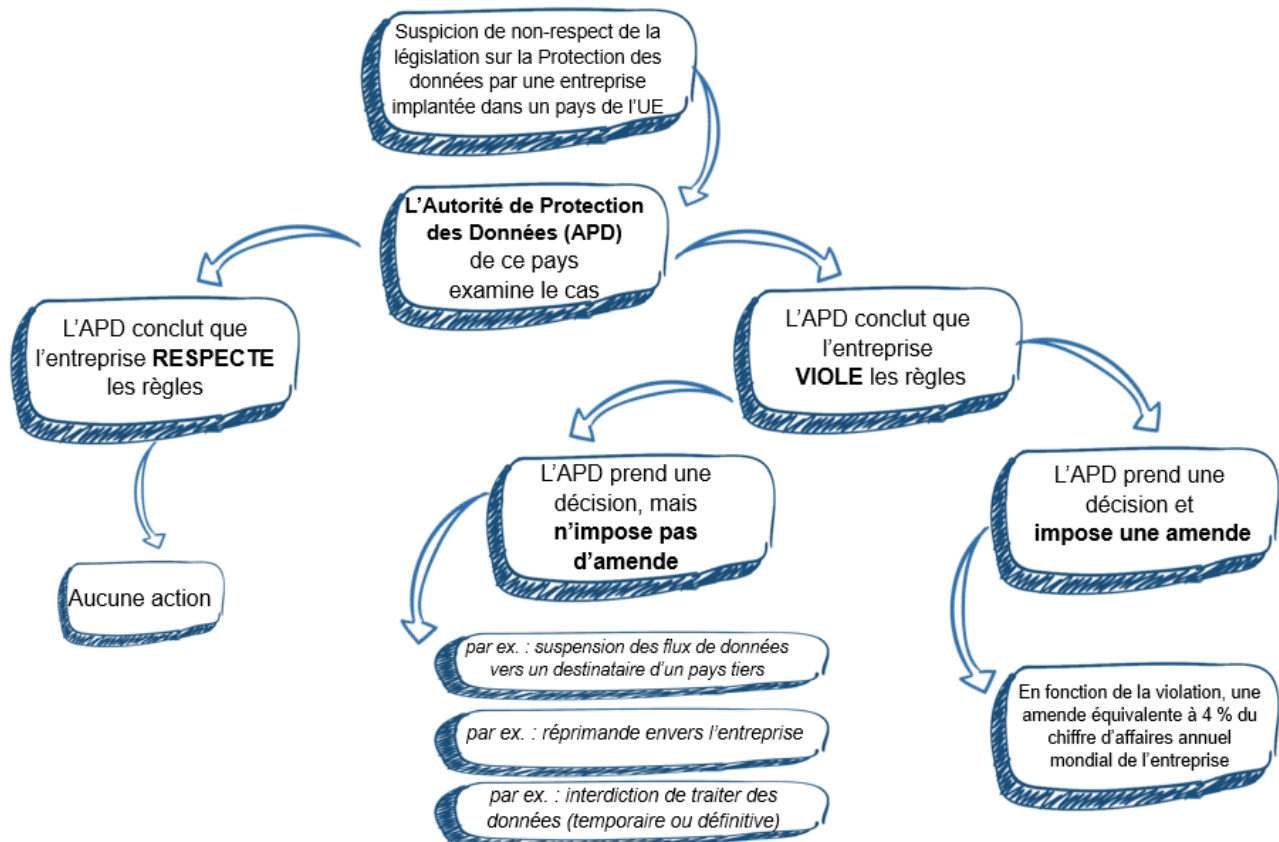 Suspicion de non-respect de la
législation sur la Protection des
données par une entreprise
implantée dans un pays de l'UE
L'Autorité de Protection
des Données (APD)
de ce pays
examine le cas
L'APD conclut que
l'entreprise RESPECTE
les règles
L'APD conclut que
l'entreprise
VIOLE les règles
Aucune action
L'APD prend une
décision, mais
n'impose pas
d'amende
L'APD prend une
décision et
impose une amende
par ex. : suspension des flux de données
vers un destinataire d'un pays tiers
par ex. : réprimande envers l'entreprise
par ex. : interdiction de traiter des
données (temporaire ou définitive)
En fonction de la violation, une
amende équivalente à 4 % du
chiffre d'affaires annuel
mondial de l'entreprise